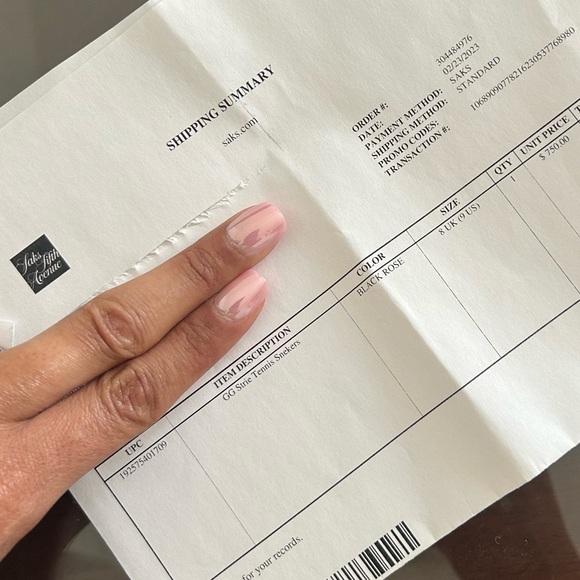 Saks
Fifth
Avenue
SHIPPING SUMMARY
saks.com
ORDER #: 304484976
DATE: 02/23/2023
PAYMENT METHOD: SAKS
SHIPPING METHOD: STANDARD
PROMO CODES:
TRANSACTION #: 10689090778216230537768980
UPC ITEM DESCRIPTION COLOR SIZE QTY UNIT PRICE
192575401709 GG Strie Tennis Snekers BLACK ROSE 8 UK (9 US) 1 $ 750.00
for your records.